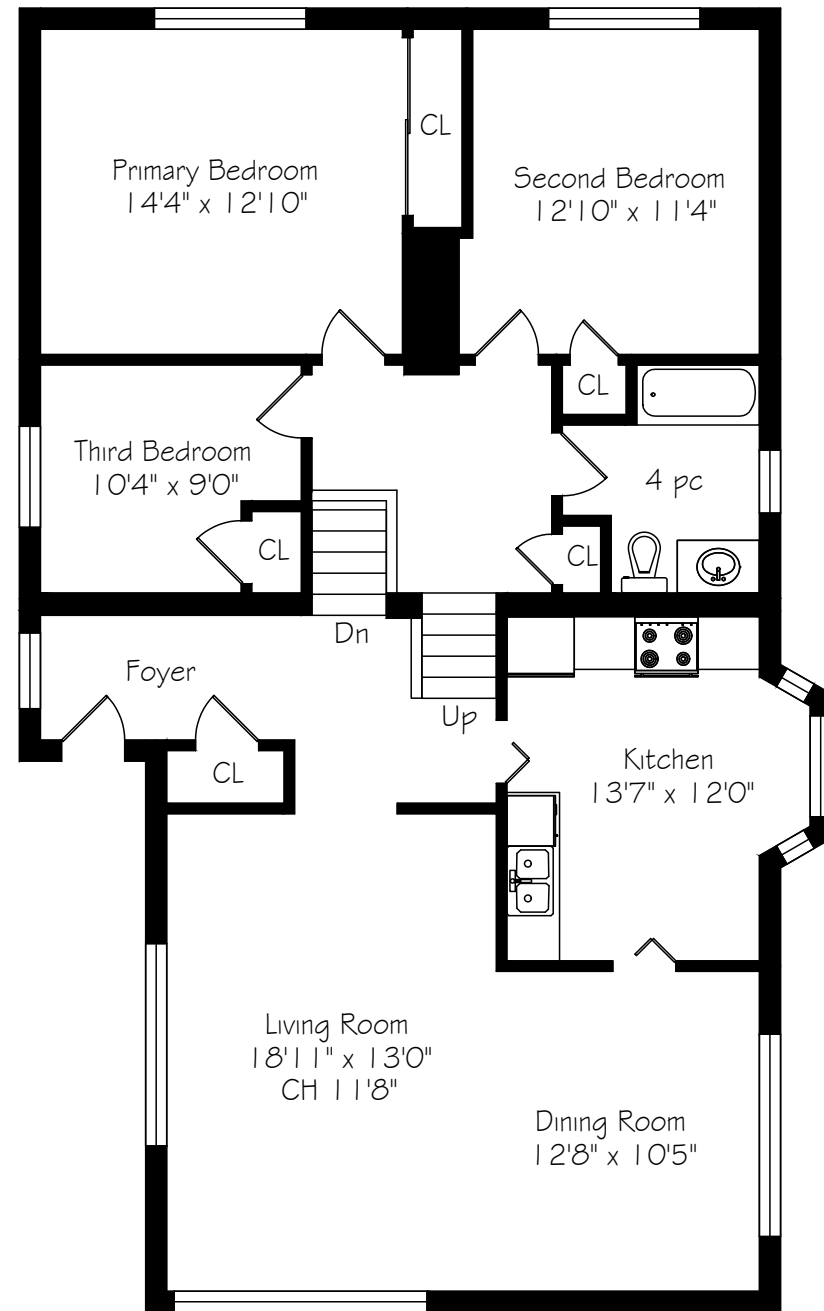 CL
Primary Bedroom
14'4" x 12'10"
Second Bedroom
12'10" x 11'4"
CL
Third Bedroom
10'4" x 9'0"
4 pc
CL
CL
Dn
Foyer
Up
CL
Kitchen
13'7" x 12'0"
Living Room
18'11" x 13'0"
CH 11'8"
Dining Room
12'8" x 10'5"